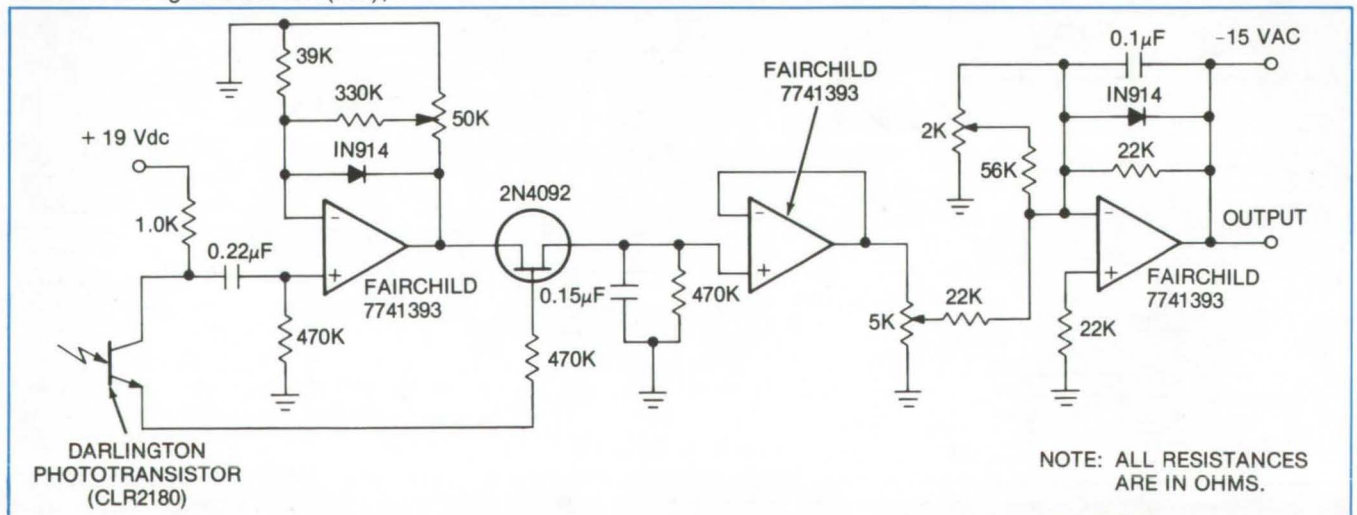 39K
330K
50K
+ 19 Vdc
IN914
1.0K
0.22μF
-
+
FAIRCHILD
7741393
470K
2N4092
470K
0.15μF
470K
FAIRCHILD
7741393
-
+
5K
22K
2K
56K
0.1μF
-15 VAC
IN914
22K
-
+
OUTPUT
FAIRCHILD
7741393
22K
DARLINGTON
PHOTOTRANSISTOR
(CLR2180)
NOTE: ALL RESISTANCES
ARE IN OHMS.